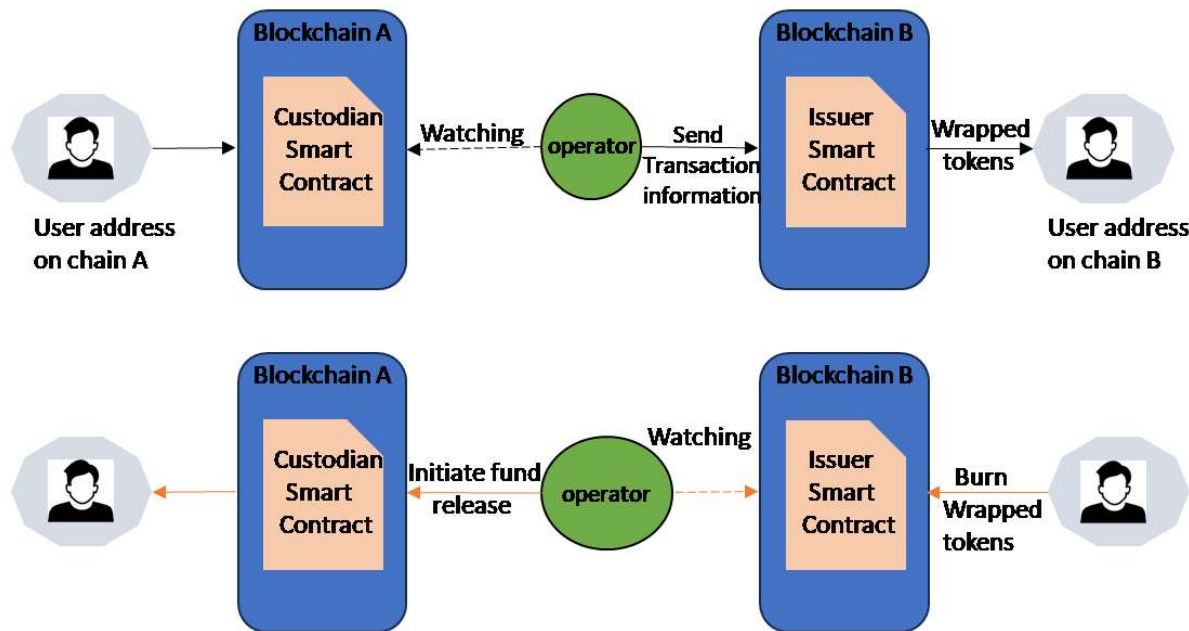 Blockchain A
Blockchain B
Custodian
Smart
Contract
Watching
operator
Send
Transaction
information
Issuer
Smart
Contract
Wrapped
tokens
User address
on chain A
User address
on chain B
Blockchain A
Blockchain B
Custodian
Smart
Contract
Initiate fund
release
operator
Watching
Issuer
Smart
Contract
Burn
Wrapped
tokens